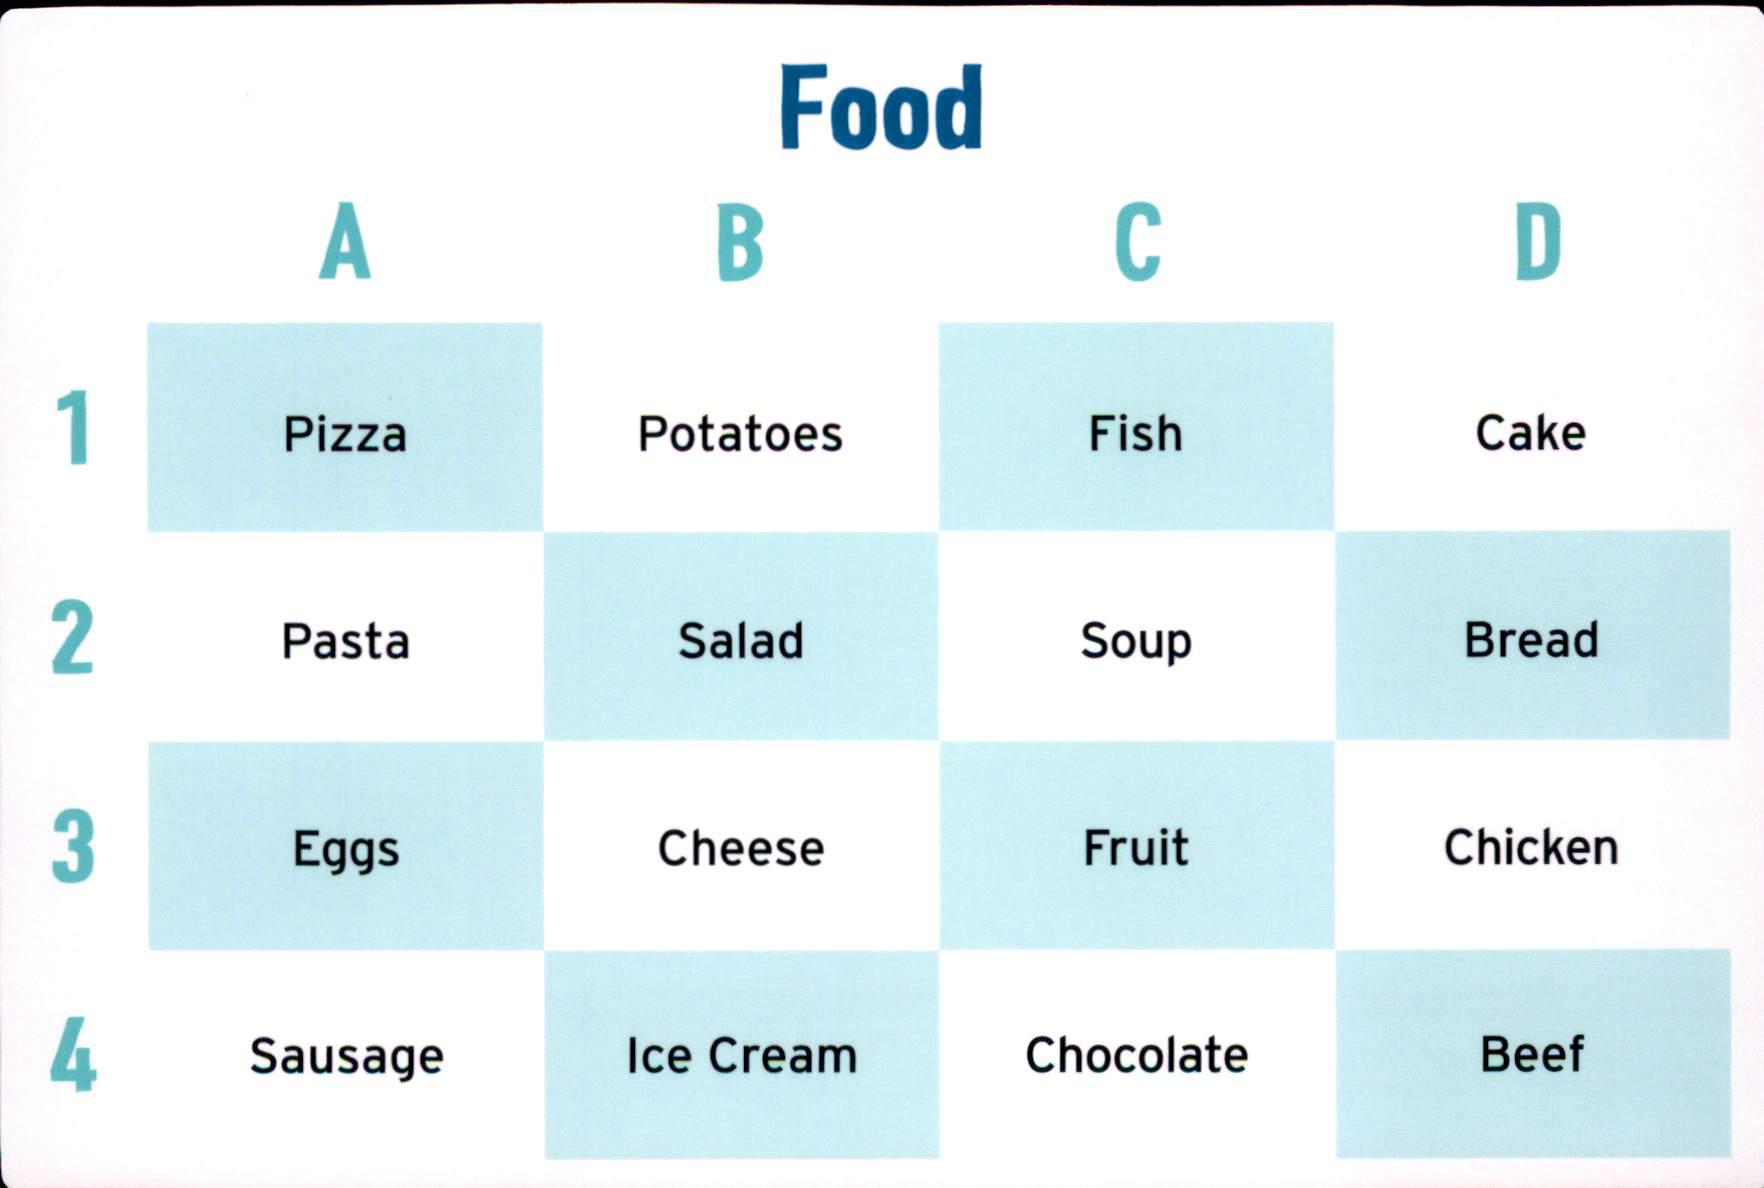 Food
A B C D
1 Pizza Potatoes Fish Cake
2 Pasta Salad Soup Bread
3 Eggs Cheese Fruit Chicken
4 Sausage Ice Cream Chocolate Beef